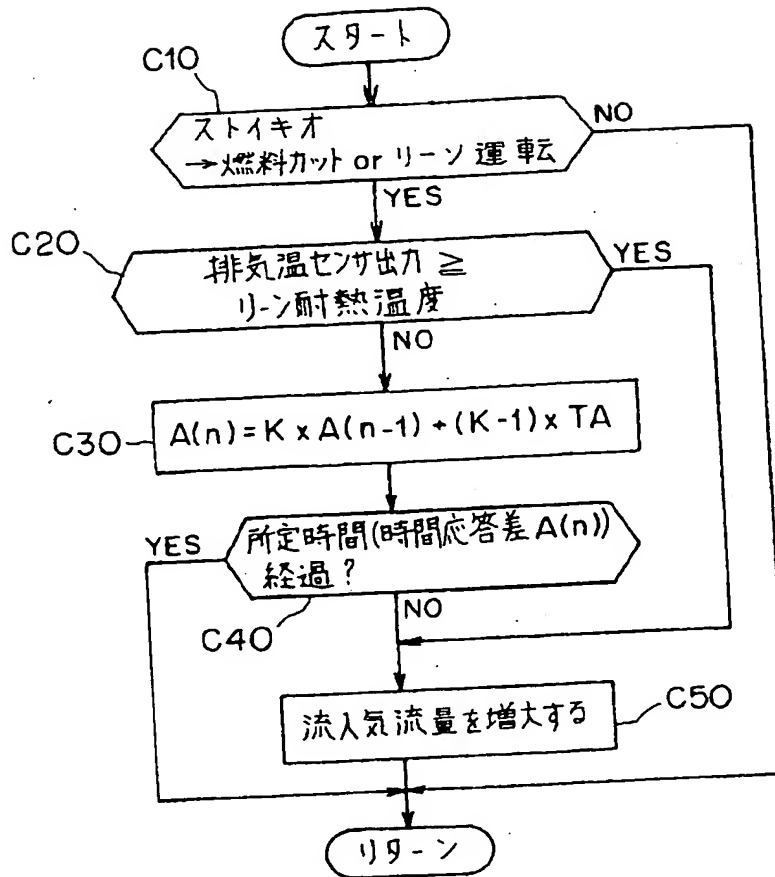 スタート
C10
ストイキオ
→燃料カット or リーン運転
NO
YES
C20
排気温センサ出力 ≧
リーン耐熱温度
YES
NO
C30
A(n)=K×A(n-1)+(K-1)×TA
YES
所定時間(時間応答差A(n))
経過?
NO
C40
流入気流量を増大する
C50
リターン